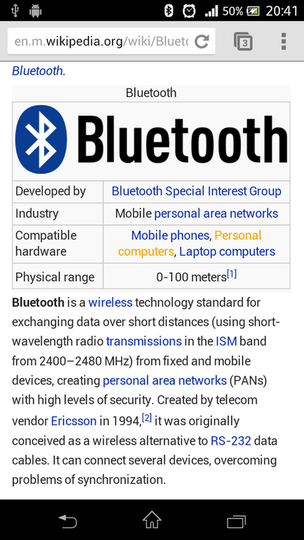 50% 20:41
en.m.wikipedia.org/wiki/Bluet
3
Bluetooth.
Bluetooth
Bluetooth
Developed by Bluetooth Special Interest Group
Industry Mobile personal area networks
Compatible Mobile phones, Personal
hardware computers, Laptop computers
Physical range 0-100 meters[1]
Bluetooth is a wireless technology standard for
exchanging data over short distances (using short-
wavelength radio transmissions in the ISM band
from 2400–2480 MHz) from fixed and mobile
devices, creating personal area networks (PANs)
with high levels of security. Created by telecom
vendor Ericsson in 1994,[2] it was originally
conceived as a wireless alternative to RS-232 data
cables. It can connect several devices, overcoming
problems of synchronization.